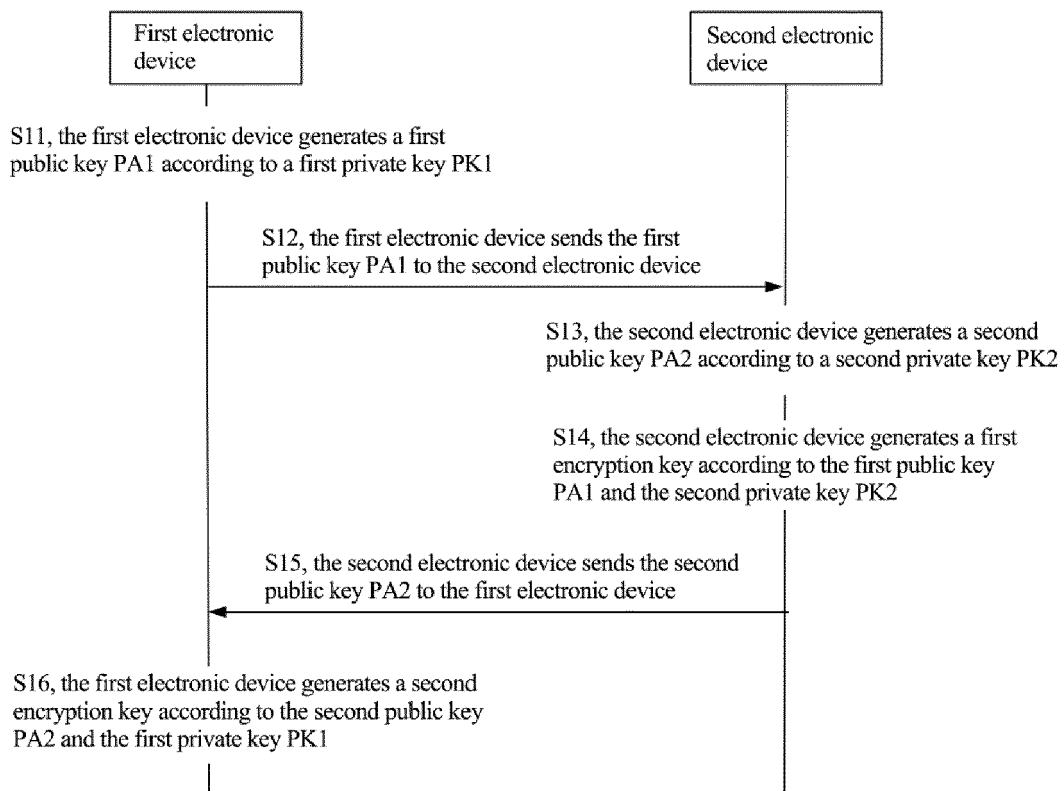 First electronic
device
Second electronic
device
S11, the first electronic device generates a first
public key PA1 according to a first private key PK1
S12, the first electronic device sends the first
public key PA1 to the second electronic device
S13, the second electronic device generates a second
public key PA2 according to a second private key PK2
S14, the second electronic device generates a first
encryption key according to the first public key
PA1 and the second private key PK2
S15, the second electronic device sends the second
public key PA2 to the first electronic device
S16, the first electronic device generates a second
encryption key according to the second public key
PA2 and the first private key PK1